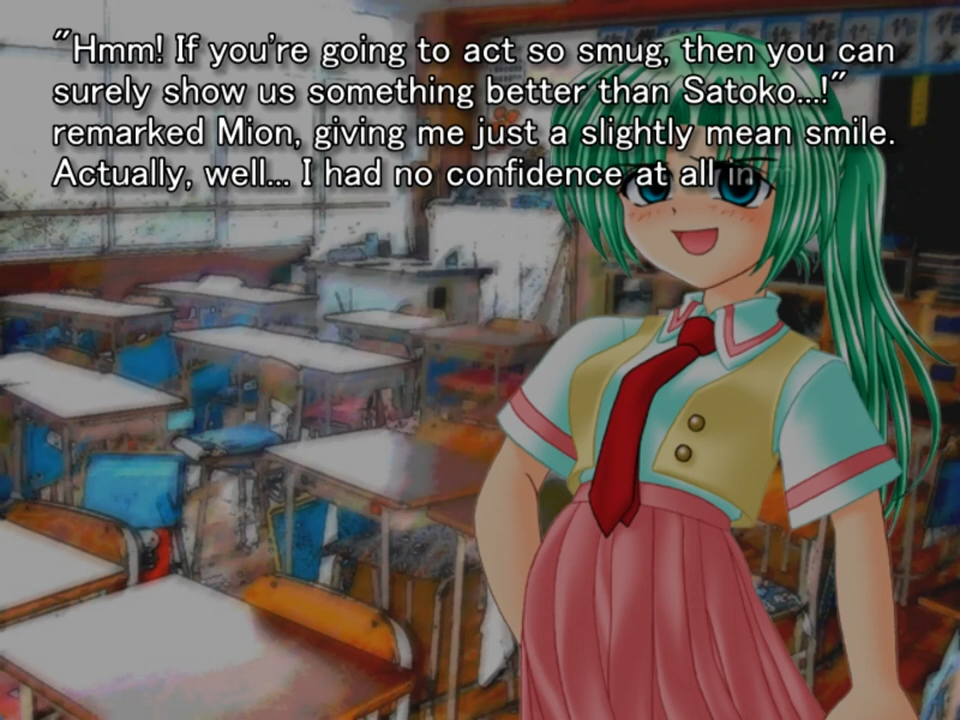 "Hmm! If you're going to act so smug, then you can
surely show us something better than Satoko...!"
remarked Mion, giving me just a slightly mean smile.
Actually, well... I had no confidence at all in